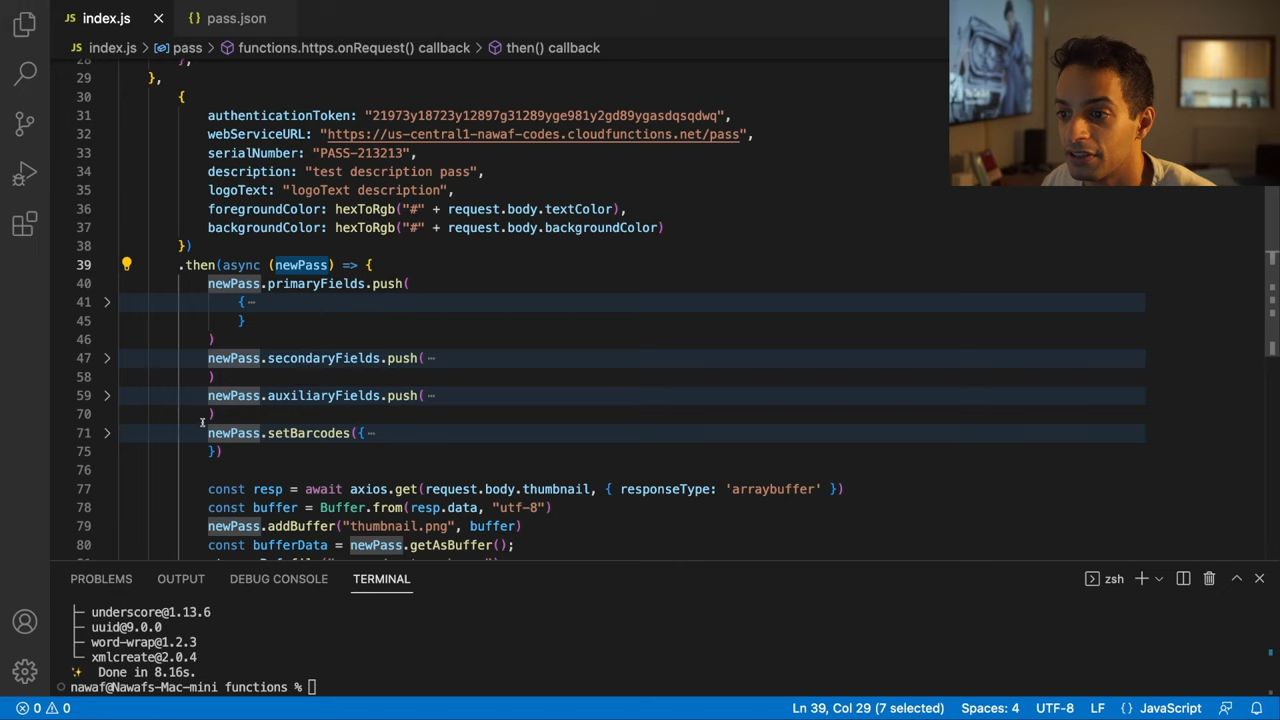 JS index.js ×
{} pass.json
JS index.js > pass > functions.https.onRequest() callback > then() callback
28 },
29 },
30 {
31 authenticationToken: "21973y18723y12897g31289yge981y2gd89ygasdqsqdwq",
32 webServiceURL: "https://us-central1-nawaf-codes.cloudfunctions.net/pass",
33 serialNumber: "PASS-213213",
34 description: "test description pass",
35 logoText: "logoText description",
36 foregroundColor: hexToRgb("#" + request.body.textColor),
37 backgroundColor: hexToRgb("#" + request.body.backgroundColor)
38 })
39 .then(async (newPass) => {
40 newPass.primaryFields.push(
41 > { ⋯
45 }
46 )
47 > newPass.secondaryFields.push( ⋯
58 )
59 > newPass.auxiliaryFields.push( ⋯
70 )
71 > newPass.setBarcodes({ ⋯
75 })
76
77 const resp = await axios.get(request.body.thumbnail, { responseType: 'arraybuffer' })
78 const buffer = Buffer.from(resp.data, "utf-8")
79 newPass.addBuffer("thumbnail.png", buffer)
80 const bufferData = newPass.getAsBuffer();
PROBLEMS OUTPUT DEBUG CONSOLE TERMINAL zsh
├─ underscore@1.13.6
├─ uuid@9.0.0
├─ word-wrap@1.2.3
└─ xmlcreate@2.0.4
✨ Done in 8.16s.
nawaf@Nawafs-Mac-mini functions %
0 0 Ln 39, Col 29 (7 selected) Spaces: 4 UTF-8 LF {} JavaScript